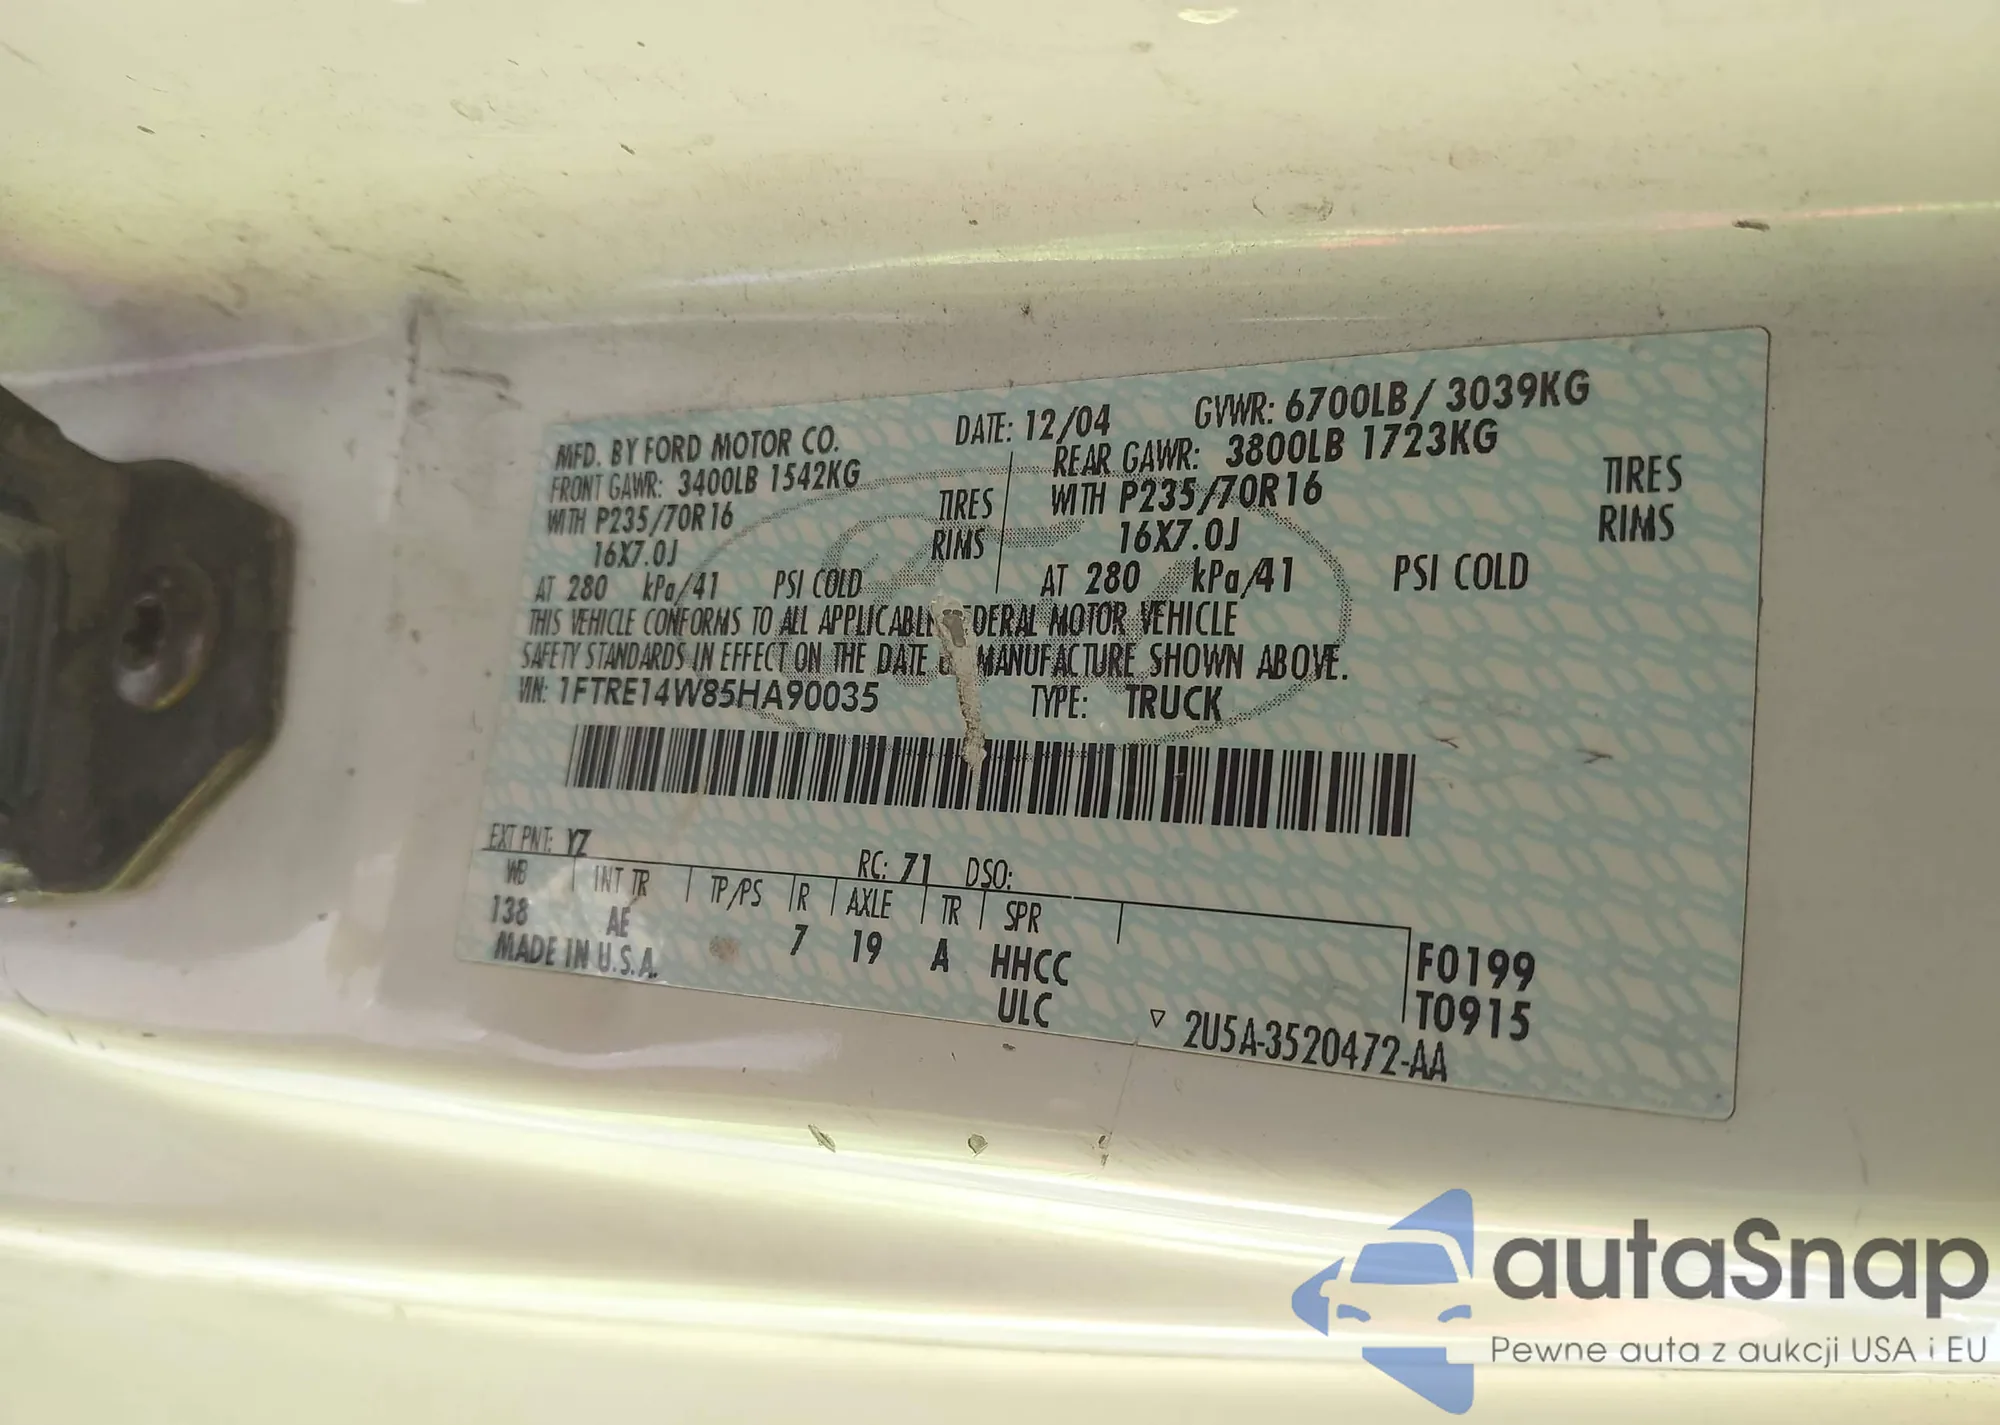 MFD. BY FORD MOTOR CO. DATE: 12/04 GVWR: 6700LB / 3039KG
FRONT GAWR: 3400LB 1542KG REAR GAWR: 3800LB 1723KG
WITH P235/70R16 TIRES WITH P235/70R16 TIRES
16X7.0J RIMS 16X7.0J RIMS
AT 280 kPa/41 PSI COLD AT 280 kPa/41 PSI COLD
THIS VEHICLE CONFORMS TO ALL APPLICABLE FEDERAL MOTOR VEHICLE
SAFETY STANDARDS IN EFFECT ON THE DATE OF MANUFACTURE SHOWN ABOVE.
VIN: 1FTRE14W85HA90035 TYPE: TRUCK
EXT PNT: YZ RC: 71 DSO:
WB INT TR TP/PS R AXLE TR SPR
138 AE 7 19 A HHCC F0199
MADE IN U.S.A. ULC T0915
▽ 2U5A-3520472-AA
autaSnap
Pewne auta z aukcji USA i EU